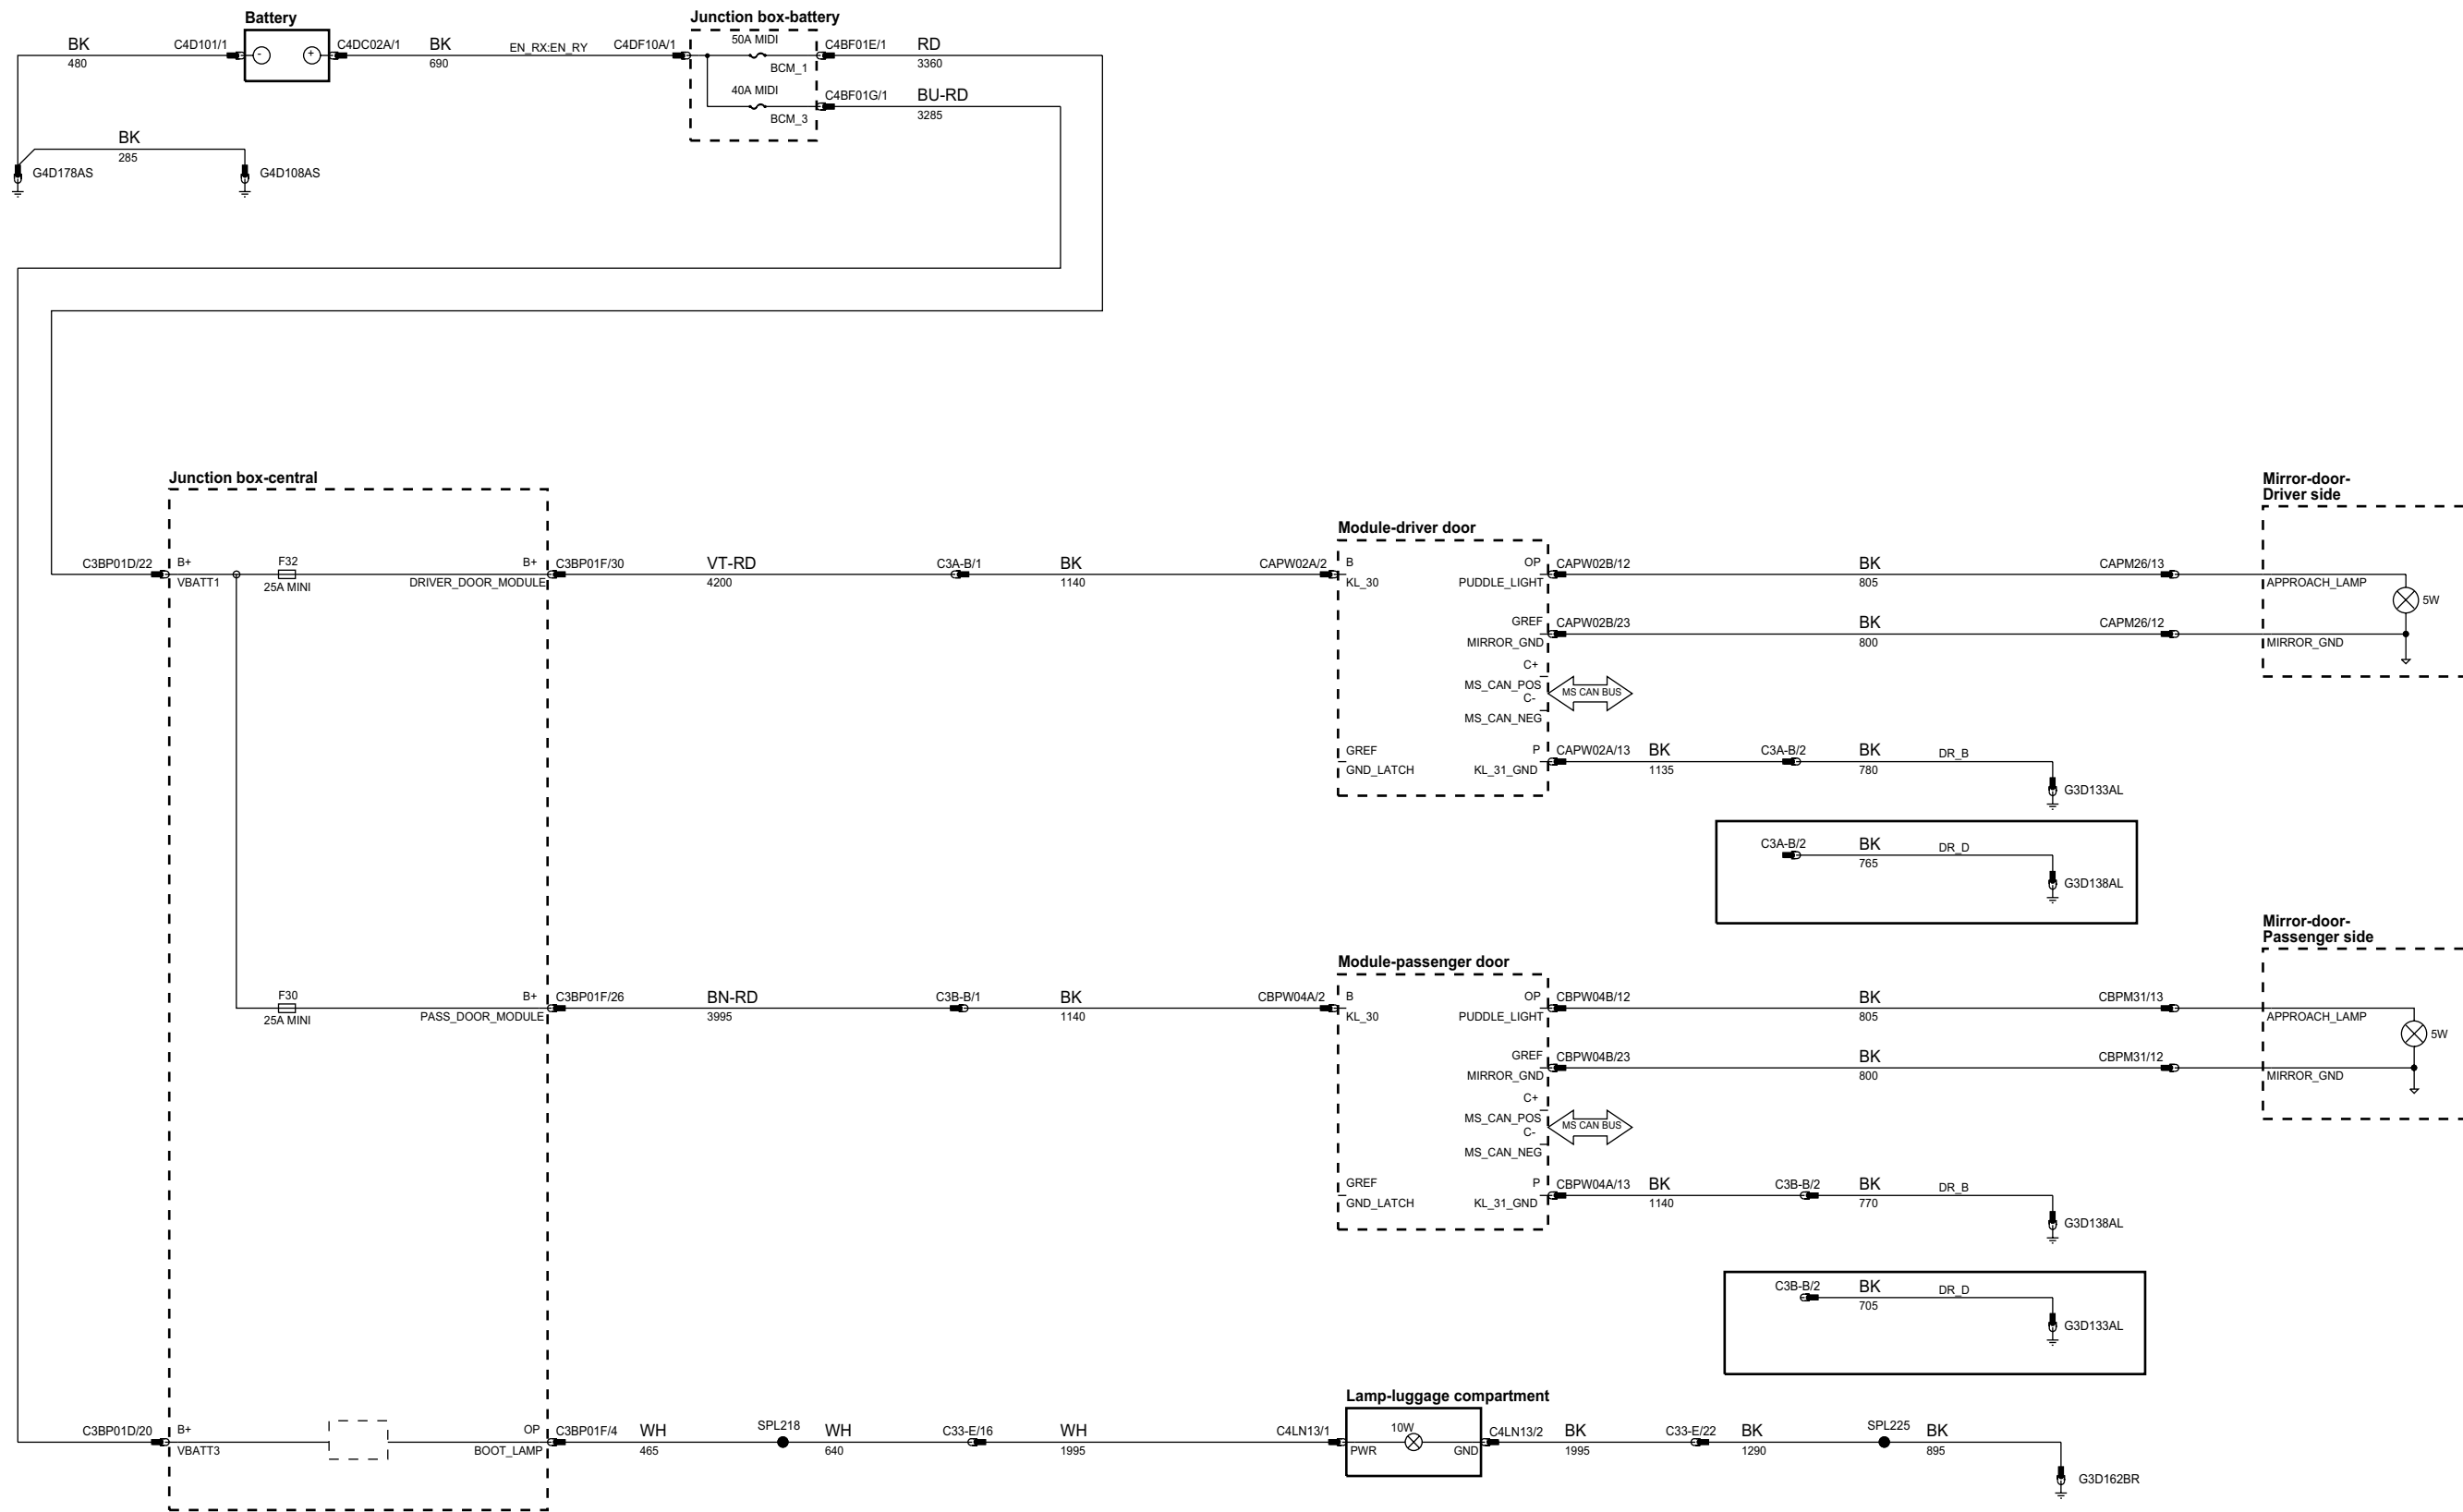 Battery
Junction box-battery
BK
480
C4D101/1
-
+
C4DC02A/1
BK
690
EN_RX:EN_RY
C4DF10A/1
50A MIDI
BCM_1
C4BF01E/1
RD
3360
40A MIDI
BCM_3
C4BF01G/1
BU-RD
3285
BK
285
G4D178AS
G4D108AS
Junction box-central
C3BP01D/22
B+
VBATT1
F32
25A MINI
B+
DRIVER_DOOR_MODULE
C3BP01F/30
VT-RD
4200
C3A-B/1
BK
1140
CAPW02A/2
Module-driver door
B
KL_30
OP
PUDDLE_LIGHT
CAPW02B/12
BK
805
CAPM26/13
Mirror-door-
Driver side
APPROACH_LAMP
5W
GREF
MIRROR_GND
CAPW02B/23
BK
800
CAPM26/12
MIRROR_GND
C+
MS_CAN_POS
C-
MS_CAN_NEG
MS CAN BUS
GREF
GND_LATCH
P
KL_31_GND
CAPW02A/13
BK
1135
C3A-B/2
BK
780
DR_B
G3D133AL
C3A-B/2
BK
765
DR_D
G3D138AL
F30
25A MINI
B+
PASS_DOOR_MODULE
C3BP01F/26
BN-RD
3995
C3B-B/1
BK
1140
CBPW04A/2
Module-passenger door
B
KL_30
OP
PUDDLE_LIGHT
CBPW04B/12
BK
805
CBPM31/13
Mirror-door-
Passenger side
APPROACH_LAMP
5W
GREF
MIRROR_GND
CBPW04B/23
BK
800
CBPM31/12
MIRROR_GND
C+
MS_CAN_POS
C-
MS_CAN_NEG
MS CAN BUS
GREF
GND_LATCH
P
KL_31_GND
CBPW04A/13
BK
1140
C3B-B/2
BK
770
DR_B
G3D138AL
C3B-B/2
BK
705
DR_D
G3D133AL
C3BP01D/20
B+
VBATT3
OP
BOOT_LAMP
C3BP01F/4
WH
465
SPL218
WH
640
C33-E/16
WH
1995
C4LN13/1
Lamp-luggage compartment
10W
PWR
GND
C4LN13/2
BK
1995
C33-E/22
BK
1290
SPL225
BK
895
G3D162BR